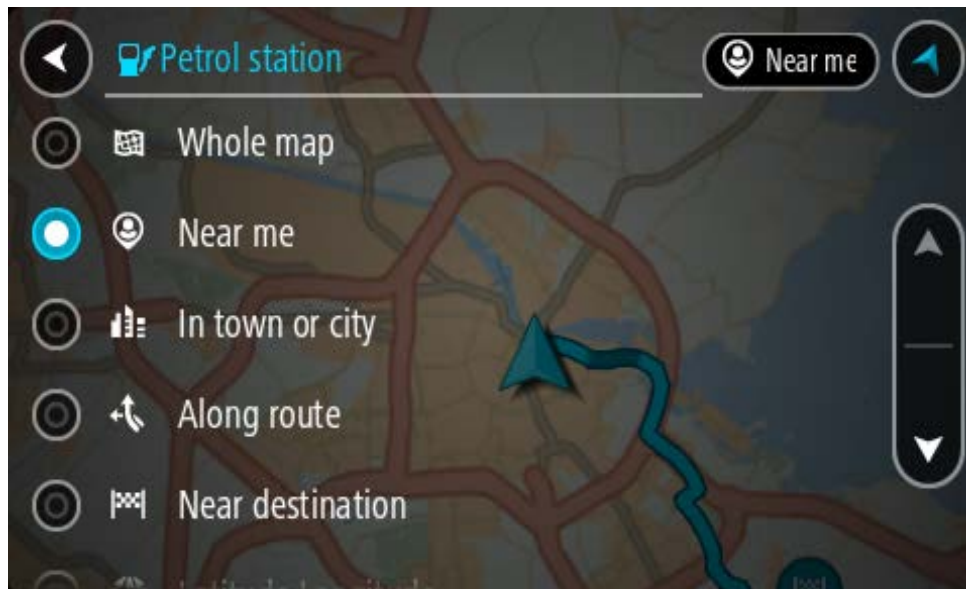 Petrol station
Near me
Whole map
Near me
In town or city
Along route
Near destination